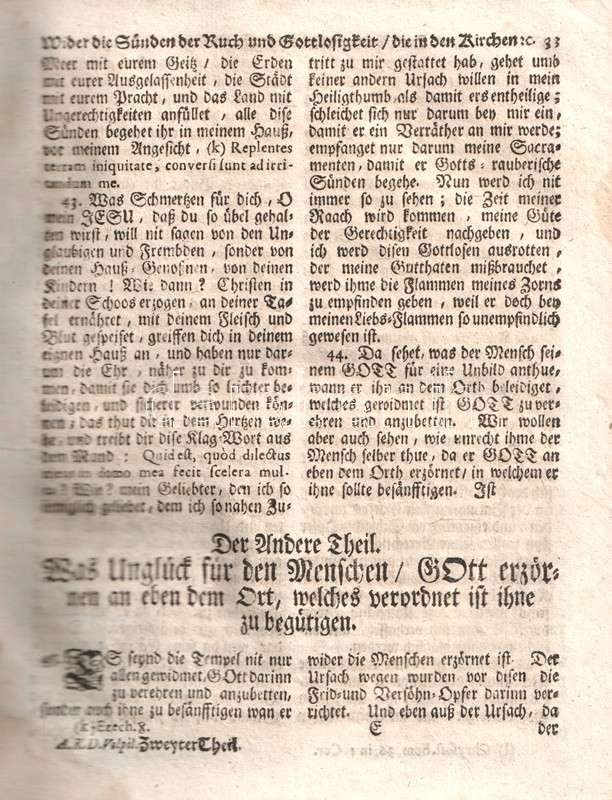 Wider die Sünden der Ruch und Gottlosigkeit / die in den Kirchen ꝛc. 33
Meer mit eurem Geitz / die Erden
mit eurer Ausgelassenheit , die Städt
mit eurem Pracht, und das Land mit
Ungerechtigkeiten anfüllet , alle dise
Sünden begehet ihr in meinem Hauß,
vor meinem Angesicht, (k) Replentes
terram iniquitate, conversi sunt ad irri-
tandum me.
43. Was Schmertzen für dich, O
mein JESU, daß du so übel gehal-
ten wirst, will nit sagen von den Un-
glaubigen und Frembden , sonder von
deinen Hauß-Genoßnen, von deinen
Kindern ! Wie dann ? Christen in
deiner Schoos erzogen, an deiner Ta-
fel ernähret , mit deinem Fleisch und
Blut gespeiset, greiffen dich in deinem
eignen Hauß an , und haben nur dar-
um die Ehr , näher zu dir zu kom-
men, damit sie dich umb so leichter be-
leidigen, und sicherer verwunden kön-
nen, das thut dir in dem Hertzen we-
he, und treibt dir dise Klag-Wort aus
dem Mund : Quid est, quòd dilectus
meus in domo mea fecit scelera mul-
ta? Wie? mein Geliebter, den ich so
geliebet, dem ich so nahen Zu-
tritt zu mir gestattet hab, gehet umb
keiner andern Ursach willen in mein
Heiligthumb, als damit ers entheilige;
schleichet sich nur darum bey mir ein,
damit er ein Verräther an mir werde;
empfanget nur darum meine Sacra-
menten, damit er Gotts-rauberische
Sünden begehe. Nun werd ich nit
immer so zu sehen ; die Zeit meiner
Raach wird kommen , meine Güte
der Gerechtigkeit nachgeben , und
ich werd disen Gottlosen ausrotten,
der meine Gutthaten mißbrauchet ,
werd ihme die Flammen meines Zorns
zu empfinden geben , weil er doch bey
meinen Liebs-Flammen so unempfindlich
gewesen ist.
44. Da sehet, was der Mensch sei-
nem GOTT für eine Unbild anthue,
wann er ihn an dem Orth beleidiget ,
welches geroidnet ist GOTT zu ver-
ehren und anzubetten. Wir wollen
aber auch sehen , wie unrecht ihme der
Mensch selber thue, da er GOTT an
eben dem Orth erzörnet / in welchem er
ihne sollte besänfftigen. Ist
Der Andere Theil.
Was Unglück für den Menschen / GOtt erzör-
nen an eben dem Ort, welches verordnet ist ihne
zu begütigen.
ES seynd die Tempel nit nur
allen gewidmet, GOtt darinn
zu verehren und anzubetten,
sonder auch ihne zu besänfftigen wan er
wider die Menschen erzörnet ist. Der
Ursach wegen wurden vor disen die
Frid- und Versöhn-Opfer darinn ver-
richtet. Und eben auß der Ursach, da
(k) Ezech. 8.
E
der
A. R. D. Vulpii. Zweyter Theil.